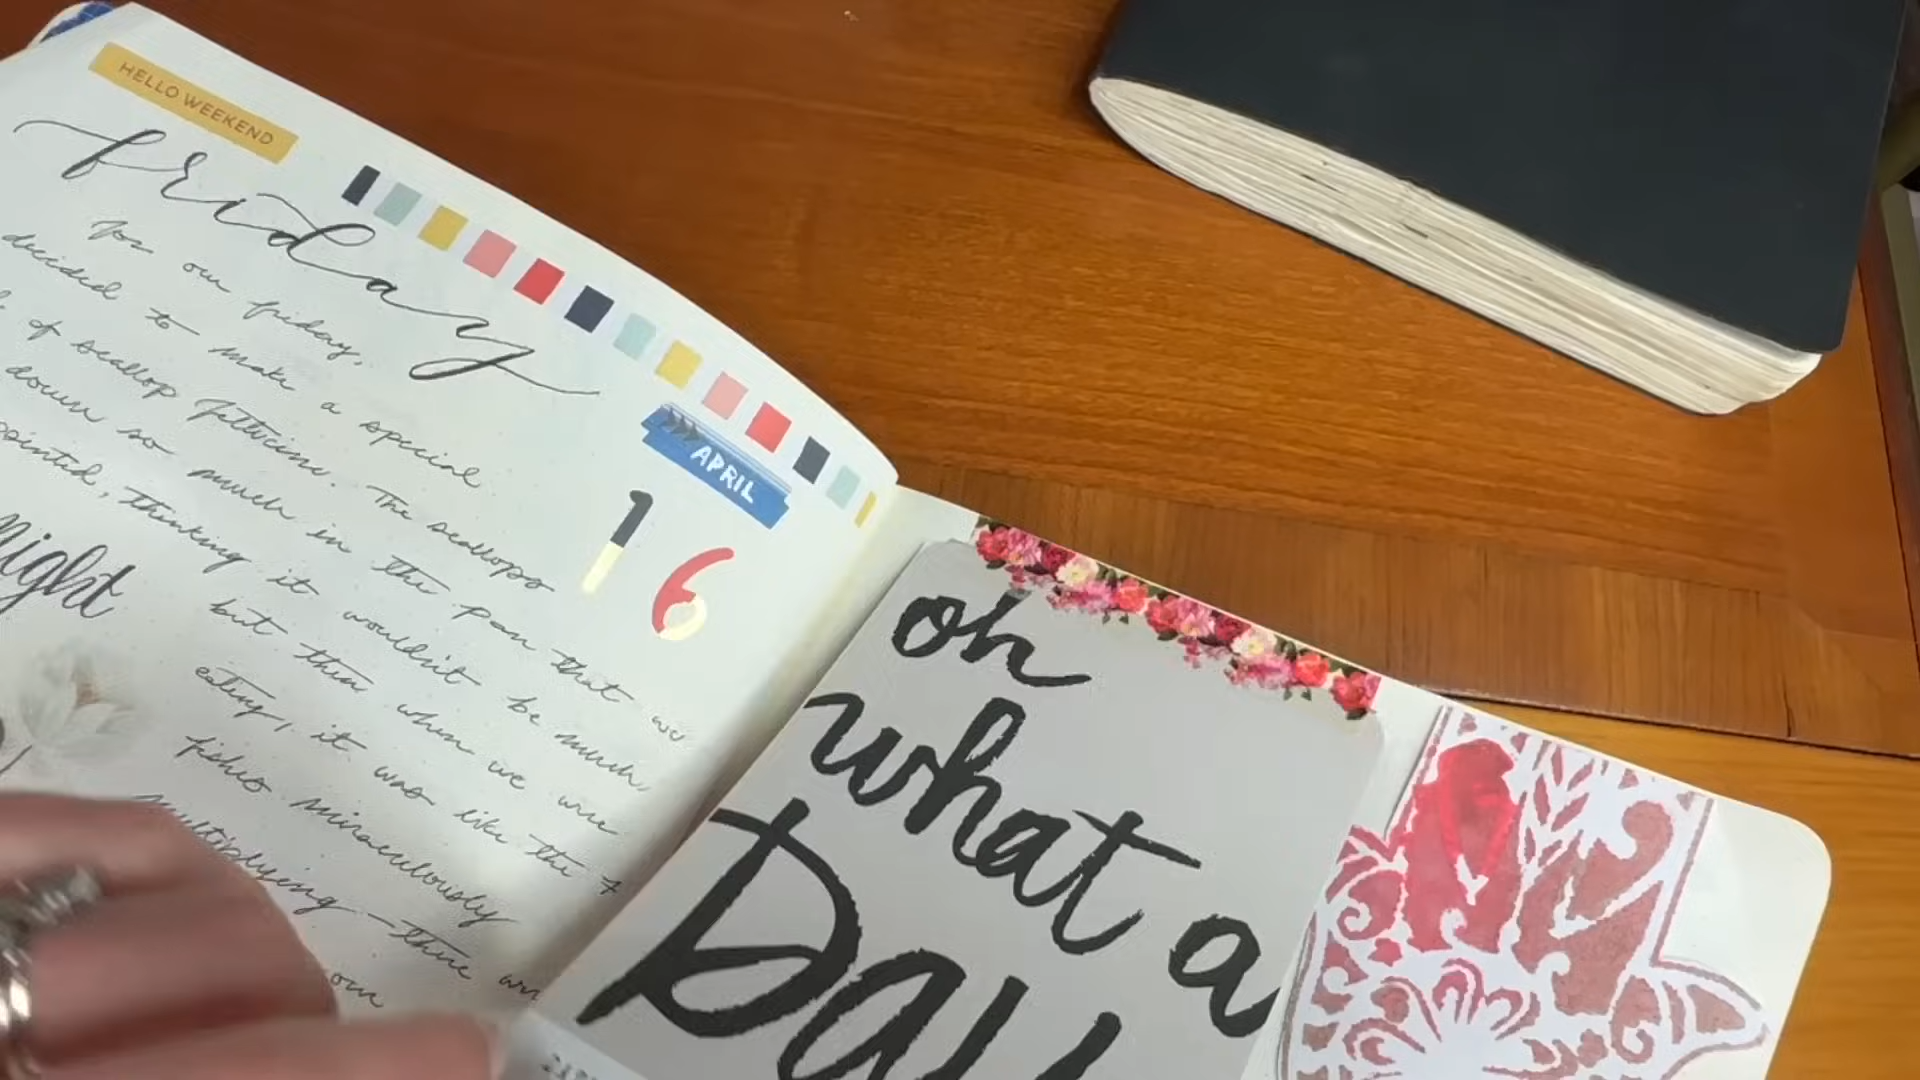 HELLO WEEKEND
friday
APRIL
16
for our friday,
decided to make a special
of scallop fettucine. The scallops
down so much in the pan that we
thinking it wouldn't be much,
night
but then when we were
eating, it was like the
fishes miraculously
multiplying - there
our
oh
what a
Day